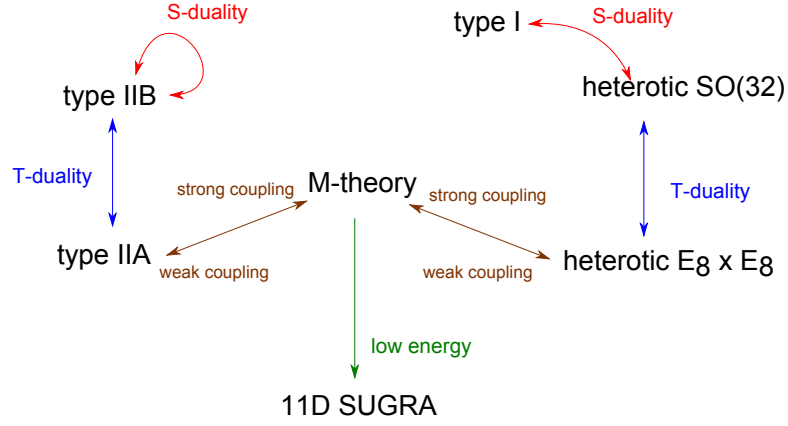 S-duality
type I
S-duality
type IIB
heterotic SO(32)
T-duality
strong coupling
M-theory
strong coupling
T-duality
type IIA
weak coupling
weak coupling
heterotic E8 x E8
low energy
11D SUGRA